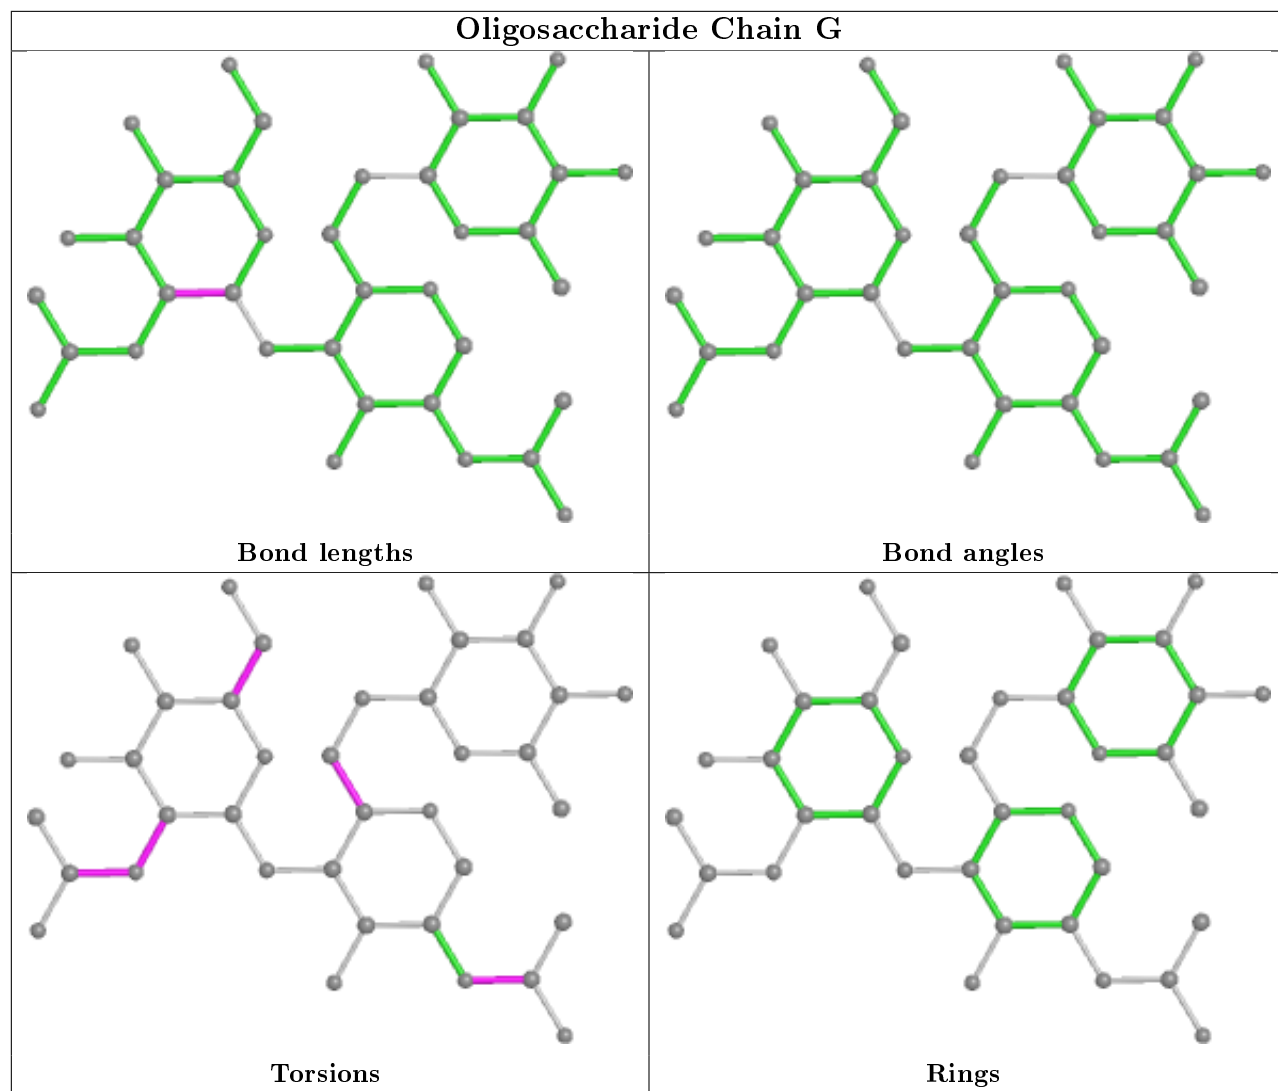 Oligosaccharide Chain G
Bond lengths
Bond angles
Torsions
Rings